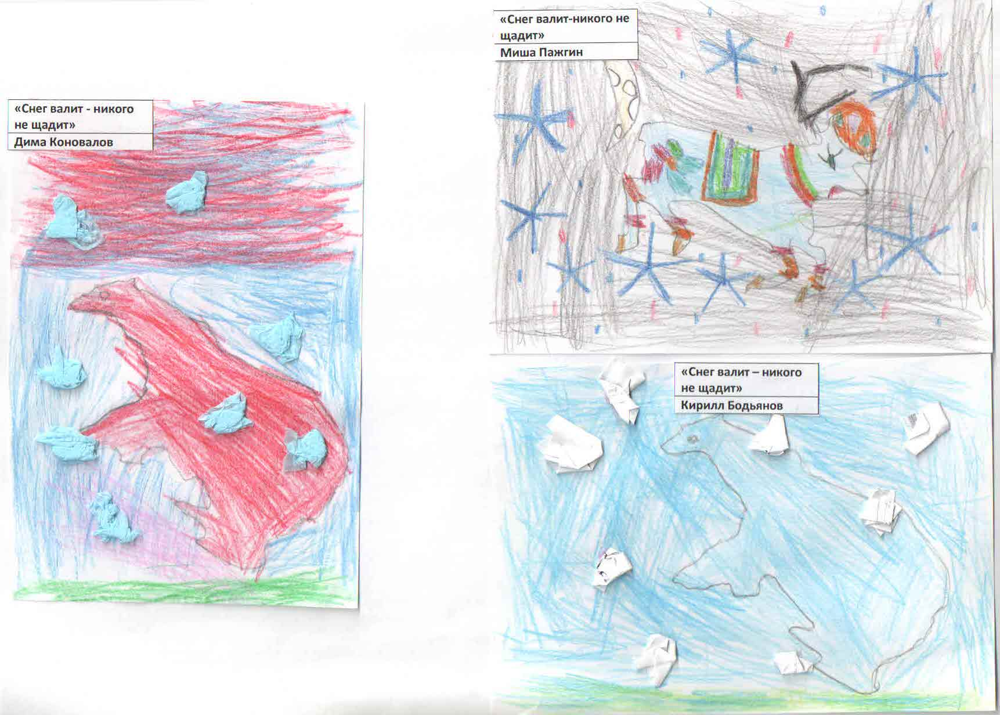 «Снег валит - никого
не щадит»
Дима Коновалов
«Снег валит-никого не
щадит»
Миша Пажгин
«Снег валит – никого
не щадит»
Кирилл Бодьянов